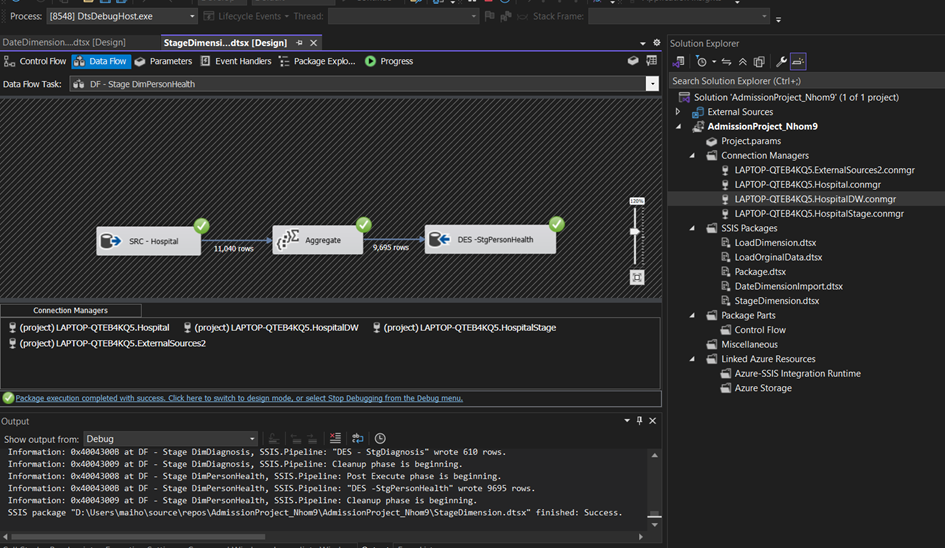 Process: [8548] DtsDebugHost.exe Lifecycle Events Thread: Stack Frame:
DateDimension....dtsx [Design] StageDimensi...dtsx [Design]
Control Flow Data Flow Parameters Event Handlers Package Explo... Progress
Data Flow Task: DF - Stage DimPersonHealth
SRC - Hospital
11,040 rows
Aggregate
9,695 rows
DES -StgPersonHealth
120%
Connection Managers
(project) LAPTOP-QTEB4KQ5.Hospital (project) LAPTOP-QTEB4KQ5.HospitalDW (project) LAPTOP-QTEB4KQ5.HospitalStage
(project) LAPTOP-QTEB4KQ5.ExternalSources2
Package execution completed with success. Click here to switch to design mode, or select Stop Debugging from the Debug menu.
Output
Show output from: Debug
Information: 0x4004300B at DF - Stage DimDiagnosis, SSIS.Pipeline: "DES - StgDiagnosis" wrote 610 rows.
Information: 0x40043009 at DF - Stage DimDiagnosis, SSIS.Pipeline: Cleanup phase is beginning.
Information: 0x40043008 at DF - Stage DimPersonHealth, SSIS.Pipeline: Post Execute phase is beginning.
Information: 0x4004300B at DF - Stage DimPersonHealth, SSIS.Pipeline: "DES -StgPersonHealth" wrote 9695 rows.
Information: 0x40043009 at DF - Stage DimPersonHealth, SSIS.Pipeline: Cleanup phase is beginning.
SSIS package "D:\Users\maiho\source\repos\AdmissionProject_Nhom9\AdmissionProject_Nhom9\StageDimension.dtsx" finished: Success.
Solution Explorer
Search Solution Explorer (Ctrl+;)
Solution 'AdmissionProject_Nhom9' (1 of 1 project)
External Sources
AdmissionProject_Nhom9
Project.params
Connection Managers
LAPTOP-QTEB4KQ5.ExternalSources2.conmgr
LAPTOP-QTEB4KQ5.Hospital.conmgr
LAPTOP-QTEB4KQ5.HospitalDW.conmgr
LAPTOP-QTEB4KQ5.HospitalStage.conmgr
SSIS Packages
LoadDimension.dtsx
LoadOrginalData.dtsx
Package.dtsx
DateDimensionImport.dtsx
StageDimension.dtsx
Package Parts
Control Flow
Miscellaneous
Linked Azure Resources
Azure-SSIS Integration Runtime
Azure Storage